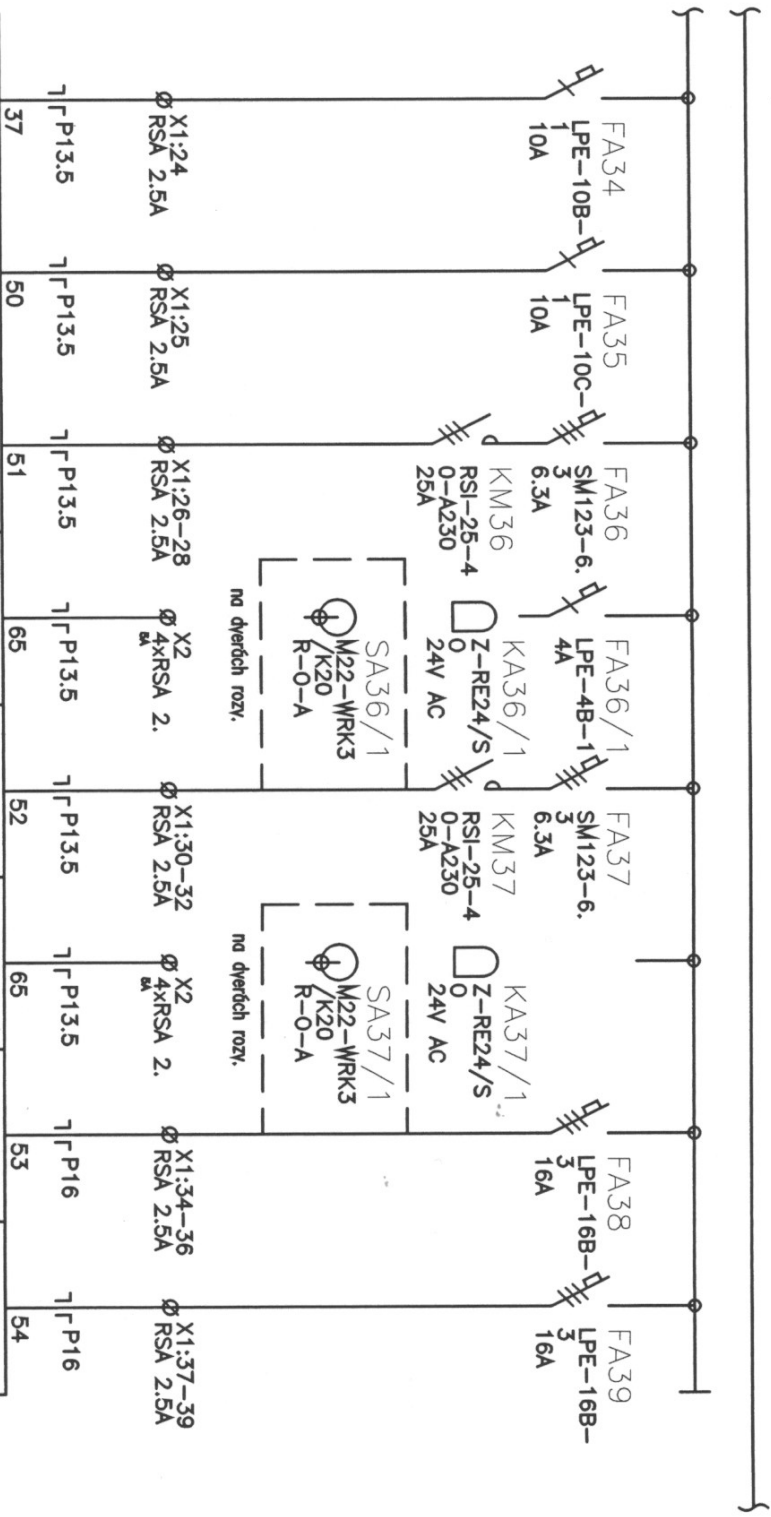 FA34
LPE-10B-
1
10A
X1:24
RSA 2.5A
P13.5
37
FA35
LPE-10C-
1
10A
X1:25
RSA 2.5A
P13.5
50
FA36
SM123-6.
3
6.3A
KM36
RSI-25-4
0-A230
25A
X1:26-28
RSA 2.5A
P13.5
51
FA36/1
LPE-4B-1
4A
KA36/1
Z-RE24/S
0
24V AC
SA36/1
M22-WRK3
/K20
R-0-A
na dveřích rozv.
X2
4xRSA 2.
5A
P13.5
65
FA37
SM123-6.
3
6.3A
KM37
RSI-25-4
0-A230
25A
X1:30-32
RSA 2.5A
P13.5
52
KA37/1
Z-RE24/S
0
24V AC
SA37/1
M22-WRK3
/K20
R-0-A
na dveřích rozv.
X2
4xRSA 2.
5A
P13.5
65
FA38
LPE-16B-
3
16A
X1:34-36
RSA 2.5A
P16
53
FA39
LPE-16B-
3
16A
X1:37-39
RSA 2.5A
P16
54